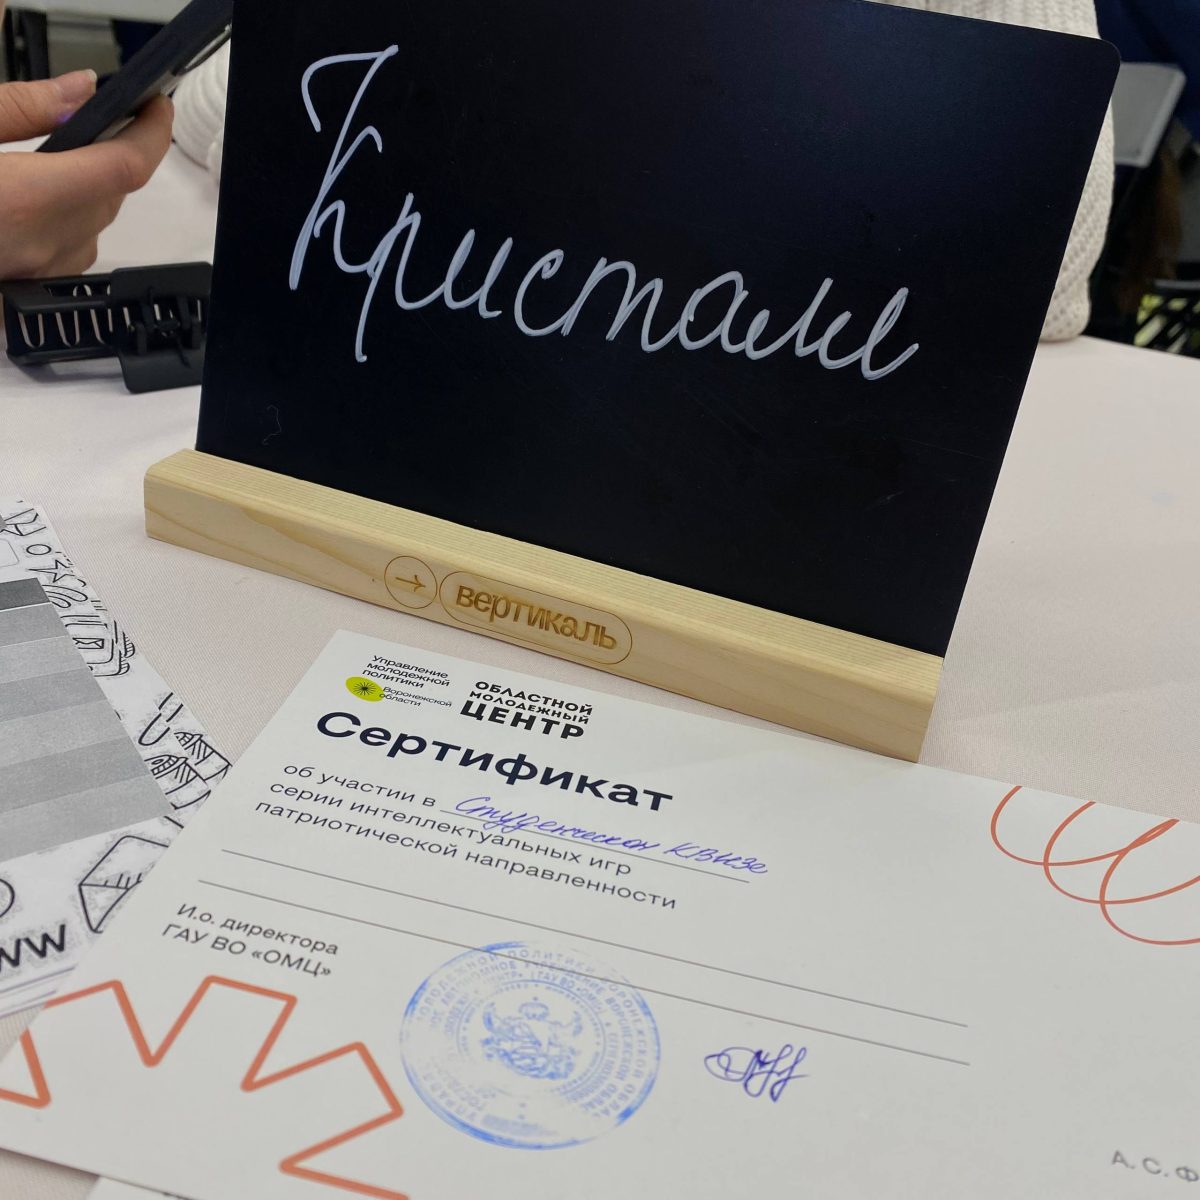 Кристалл
вертикаль
Управление
молодежной
политики
Воронежской
области
ОБЛАСТНОЙ
МОЛОДЕЖНЫЙ
ЦЕНТР
Сертификат
об участии в Студенческом КВИЗе
серии интеллектуальных игр
патриотической направленности
И.о. директора
ГАУ ВО «ОМЦ»
А.С.Ф